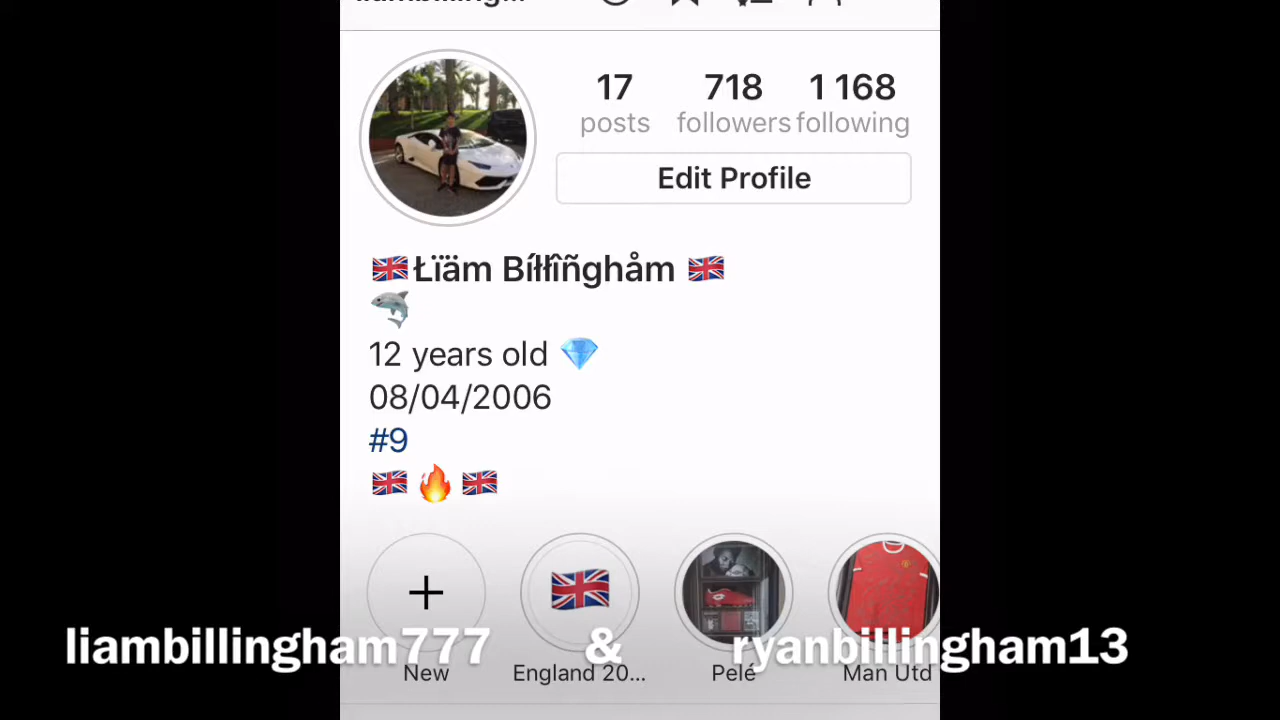 17 718 1 168
posts followers following
Edit Profile
🇬🇧Łïäm Bíłłîñghåm 🇬🇧
12 years old 💎
08/04/2006
#9
🇬🇧 🔥 🇬🇧
liambillingham777 & ryanbillingham13
New England 20... Pelé Man Utd